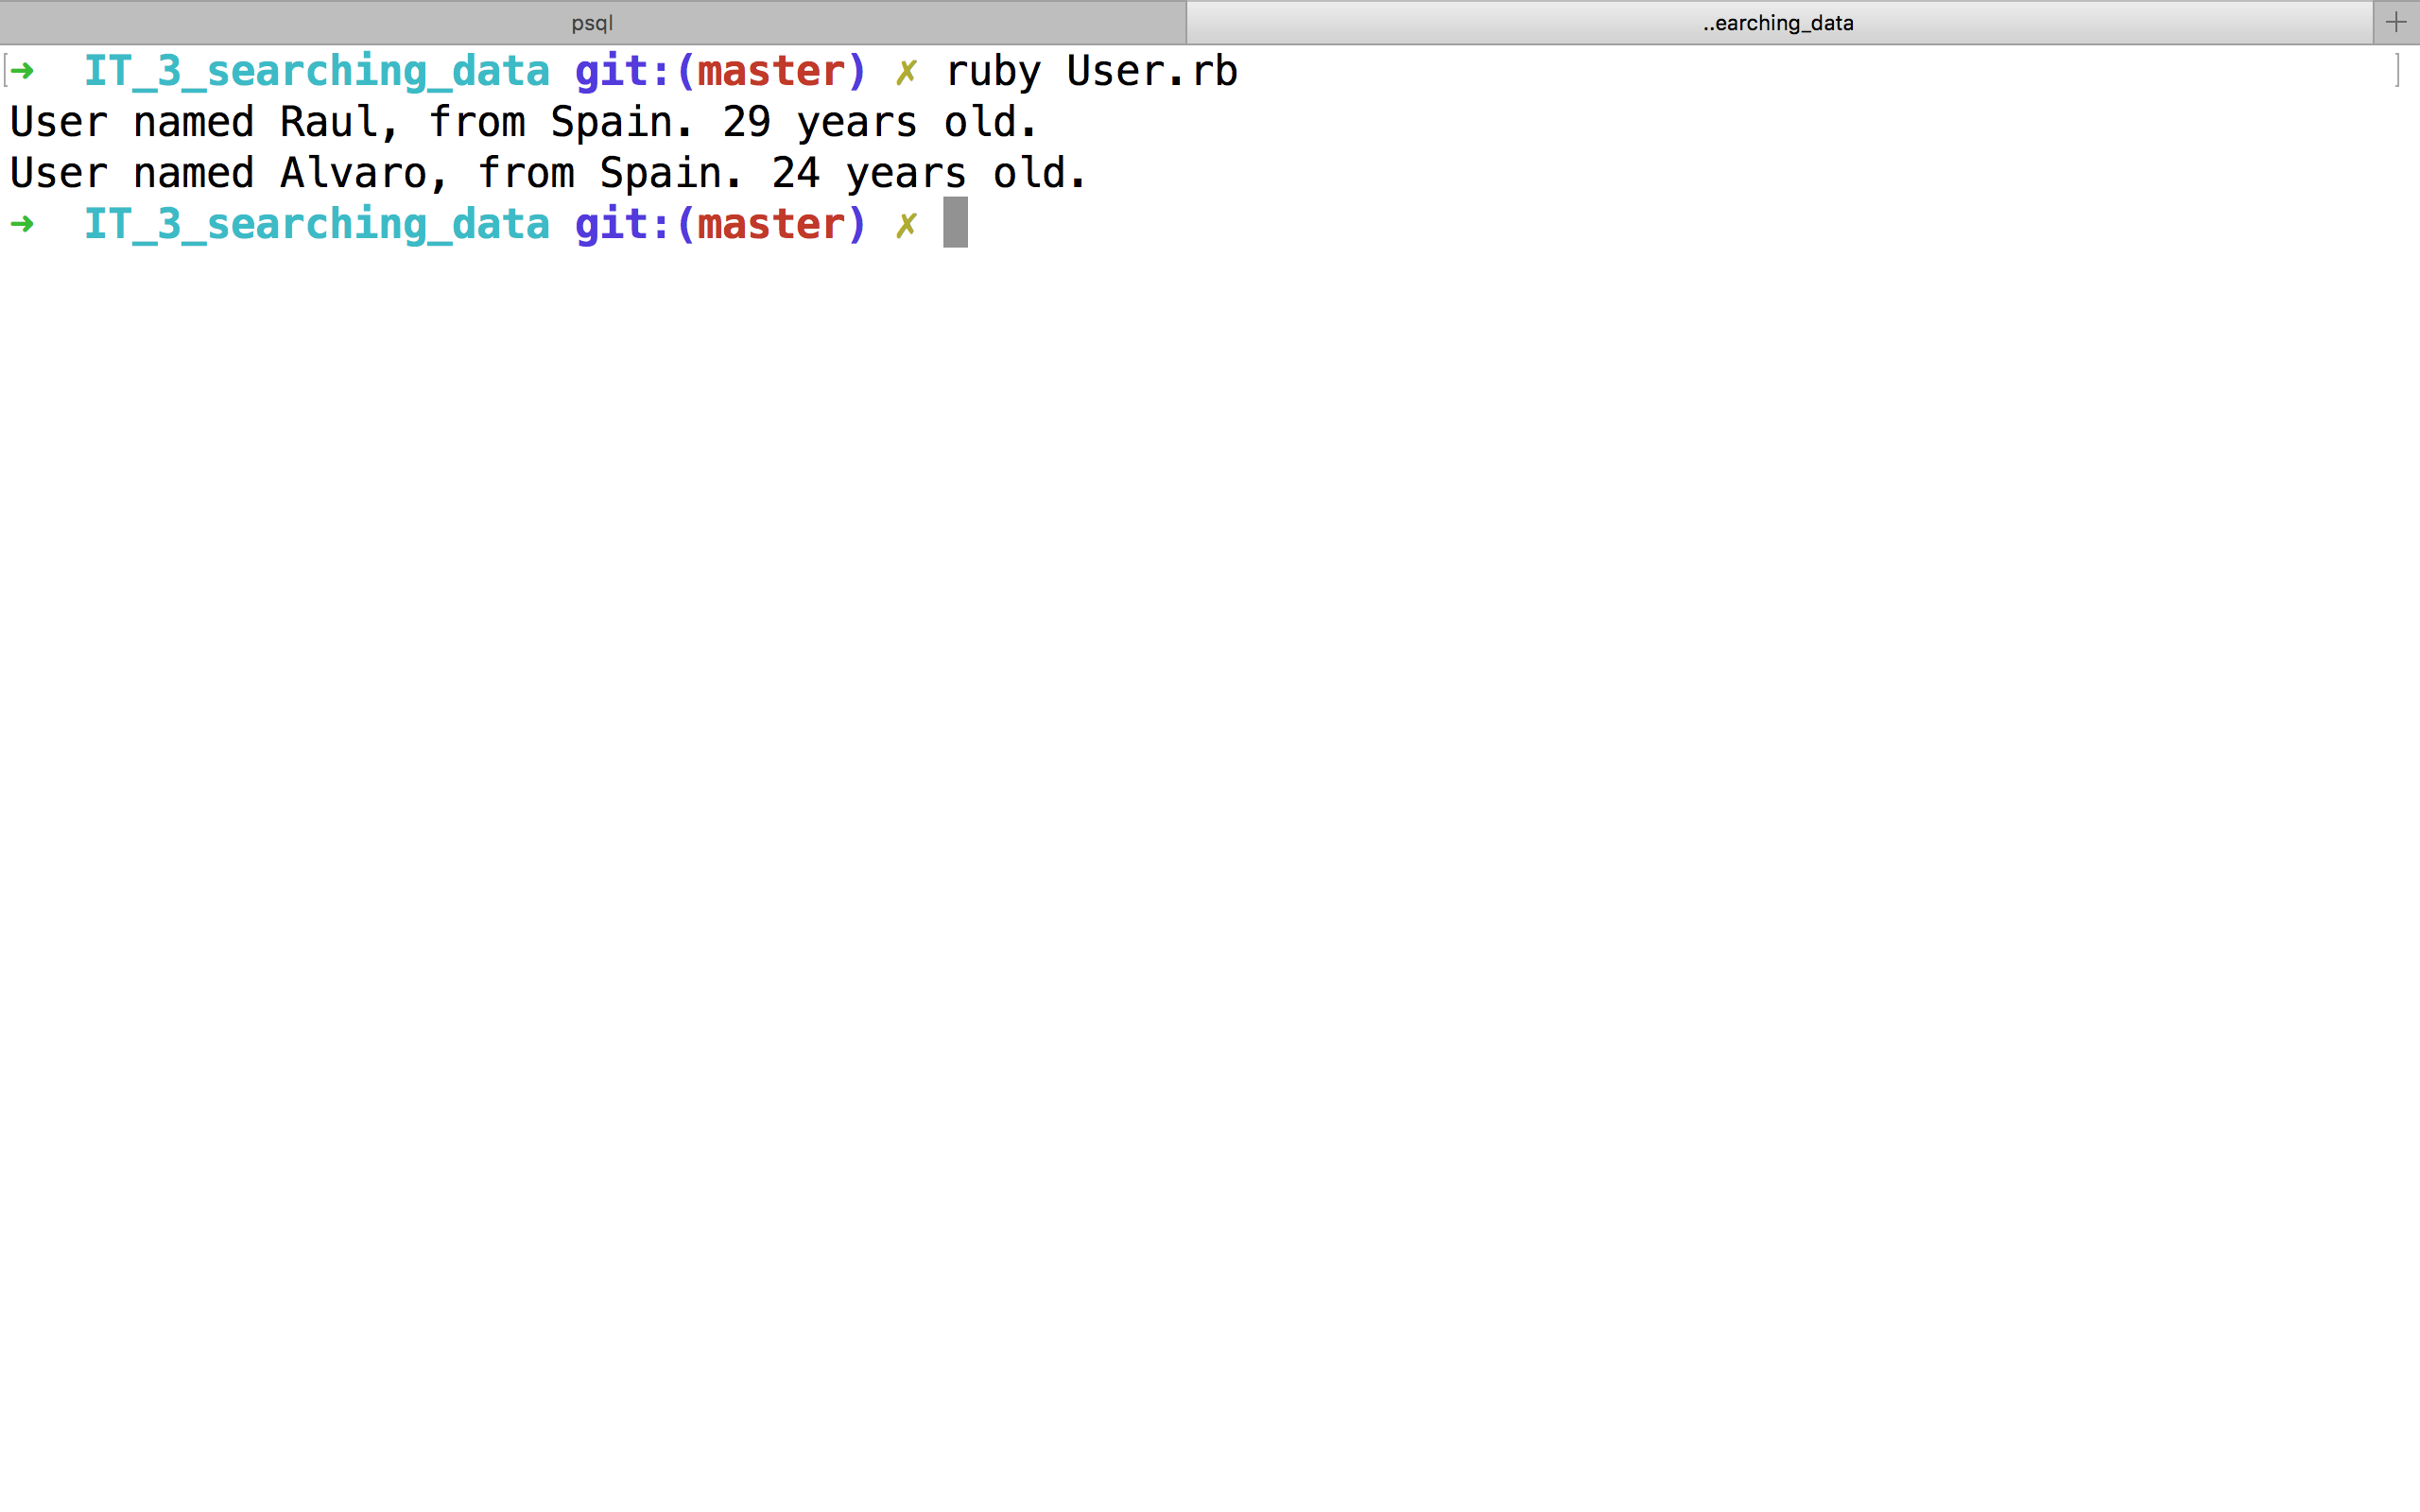 psql
..earching_data
+
[➜  IT_3_searching_data git:(master) ✗ ruby User.rb ]
User named Raul, from Spain. 29 years old.
User named Alvaro, from Spain. 24 years old.
➜  IT_3_searching_data git:(master) ✗